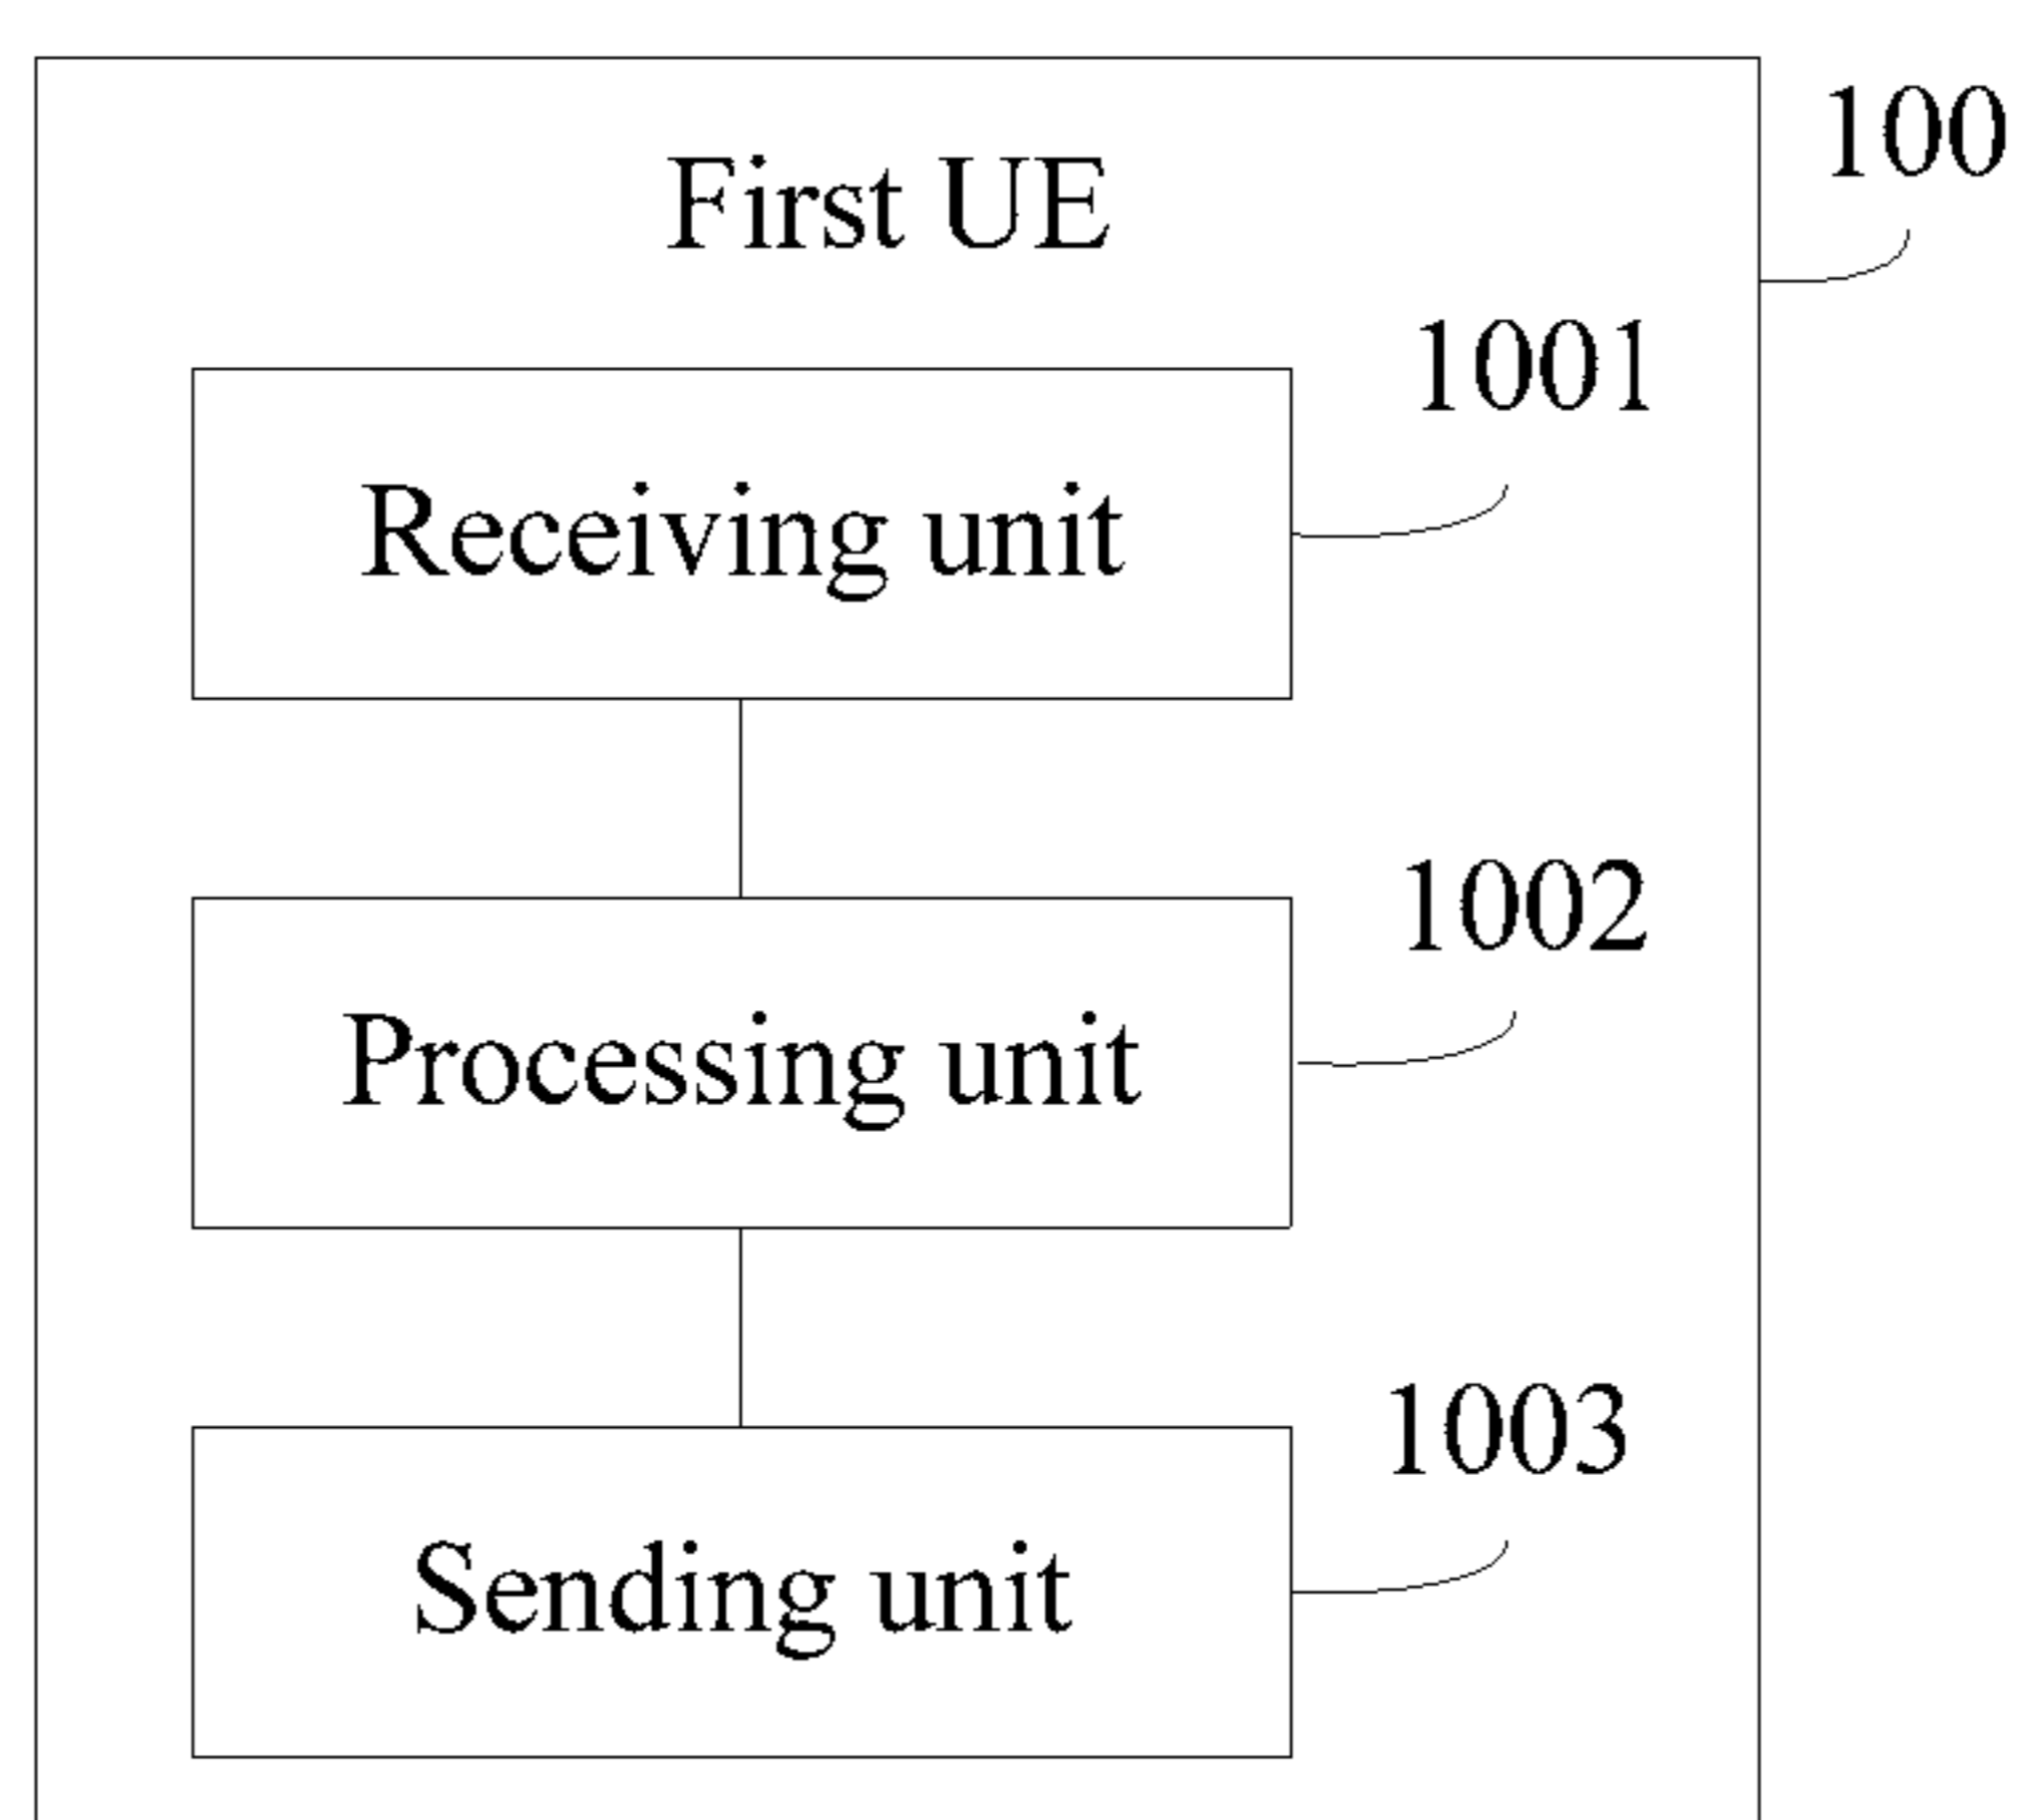 100
First UE
1001
Receiving unit
1002
Processing unit
1003
Sending unit